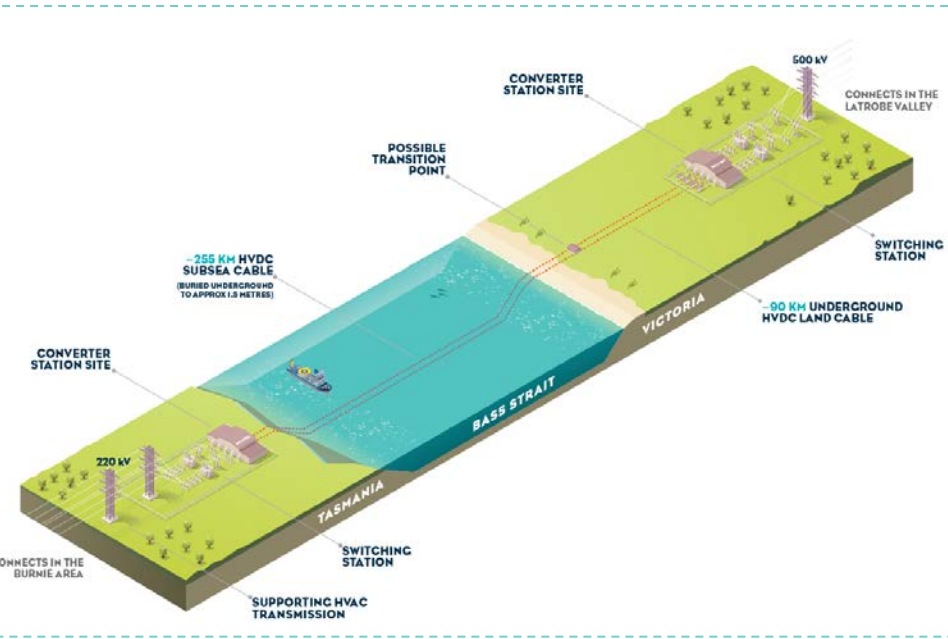 500 kV
CONNECTS IN THE
LATROBE VALLEY
CONVERTER
STATION SITE
POSSIBLE
TRANSITION
POINT
SWITCHING
STATION
~255 KM HVDC
SUBSEA CABLE
(BURIED UNDERGROUND
TO APPROX 1.5 METRES)
~90 KM UNDERGROUND
HVDC LAND CABLE
VICTORIA
BASS STRAIT
TASMANIA
CONVERTER
STATION SITE
220 kV
ONNECTS IN THE
BURNIE AREA
SWITCHING
STATION
SUPPORTING HVAC
TRANSMISSION